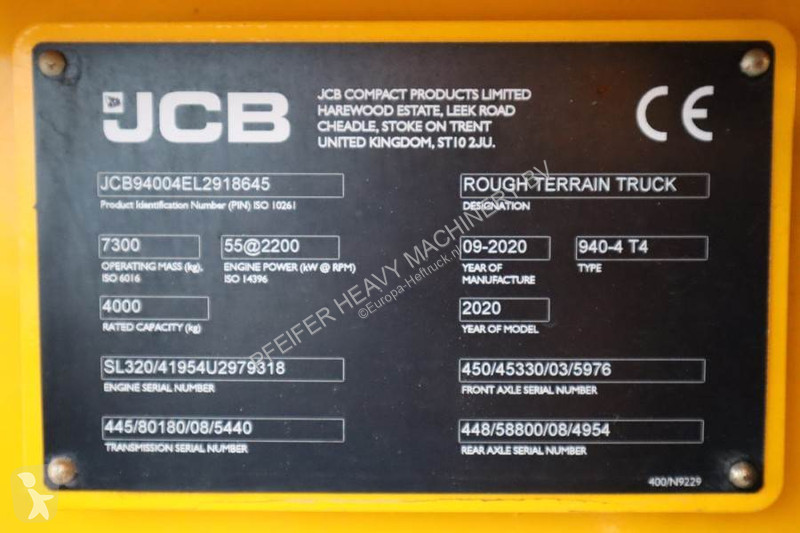 JCB
JCB COMPACT PRODUCTS LIMITED
HAREWOOD ESTATE, LEEK ROAD
CHEADLE, STOKE ON TRENT
UNITED KINGDOM, ST10 2JU.
CE
JCB94004EL2918645
Product Identification Number (PIN) ISO 10261
ROUGH TERRAIN TRUCK
DESIGNATION
7300
OPERATING MASS (kg).
ISO 6016
55@2200
ENGINE POWER (kW @ RPM)
ISO 14396
09-2020
YEAR OF
MANUFACTURE
940-4 T4
TYPE
4000
RATED CAPACITY (kg)
2020
YEAR OF MODEL
SL320/41954U2979318
ENGINE SERIAL NUMBER
450/45330/03/5976
FRONT AXLE SERIAL NUMBER
445/80180/08/5440
TRANSMISSION SERIAL NUMBER
448/58800/08/4954
REAR AXLE SERIAL NUMBER
400/N9229
PFEIFER HEAVY MACHINERY BV
©Europa-Heftruck.nl